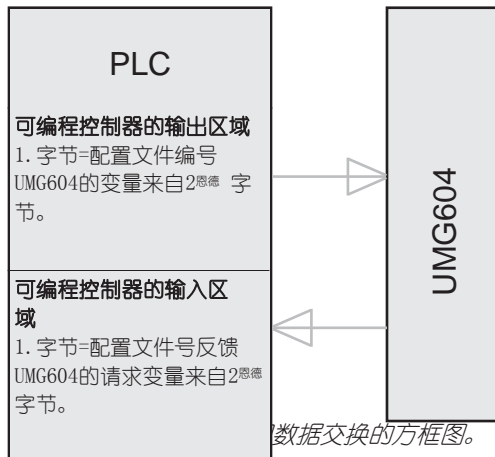 PLC
可编程控制器的输出区域
1. 字节=配置文件编号
UMG604的变量来自2恩德 字
节。
UMG604
可编程控制器的输入区
域
1. 字节=配置文件号反馈
UMG604的请求变量来自2恩德
字节。
数据交换的方框图。